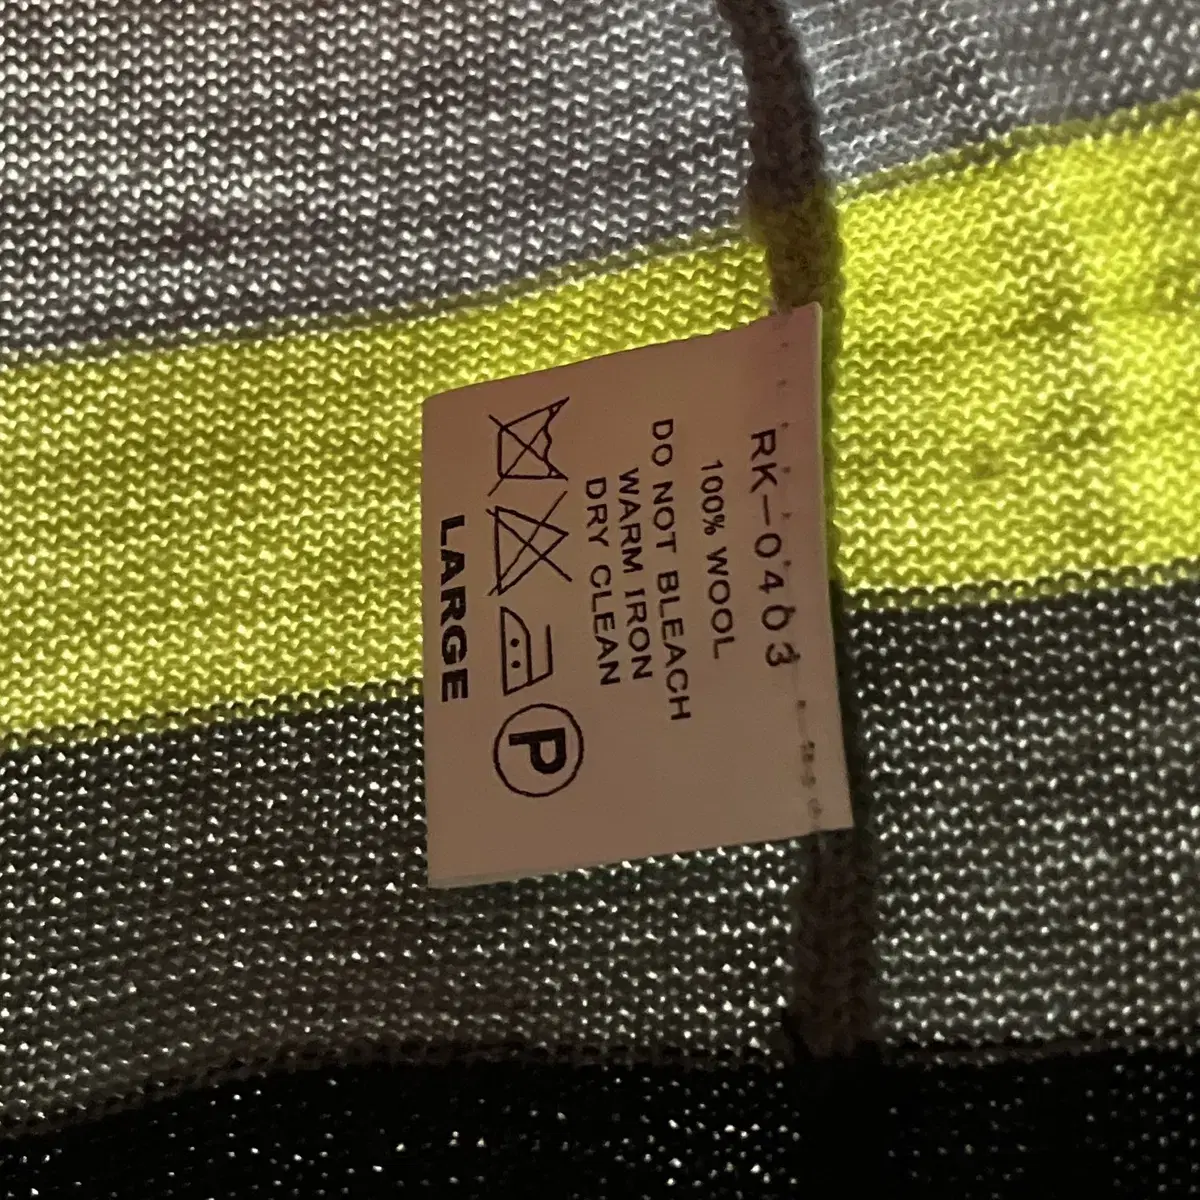 RK-0403
100% WOOL
DO NOT BLEACH
WARM IRON
DRY CLEAN
P
LARGE